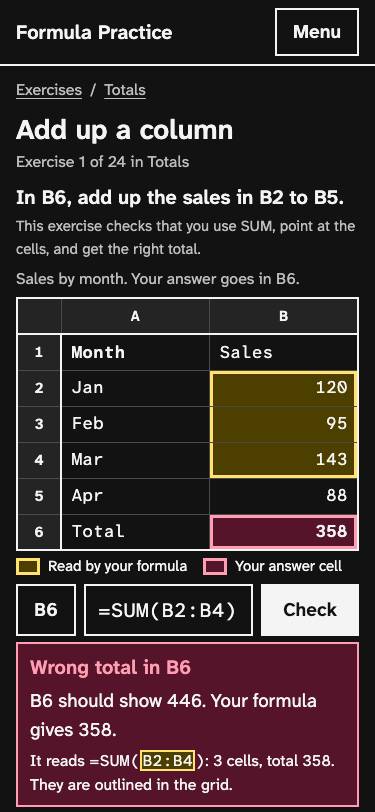 Formula Practice
Menu
Exercises / Totals
Add up a column
Exercise 1 of 24 in Totals
In B6, add up the sales in B2 to B5.
This exercise checks that you use SUM, point at the
cells, and get the right total.
Sales by month. Your answer goes in B6.
A B
1 Month Sales
2 Jan 120
3 Feb 95
4 Mar 143
5 Apr 88
6 Total 358
Read by your formula Your answer cell
B6 =SUM(B2:B4) Check
Wrong total in B6
B6 should show 446. Your formula
gives 358.
It reads =SUM(B2:B4): 3 cells, total 358.
They are outlined in the grid.